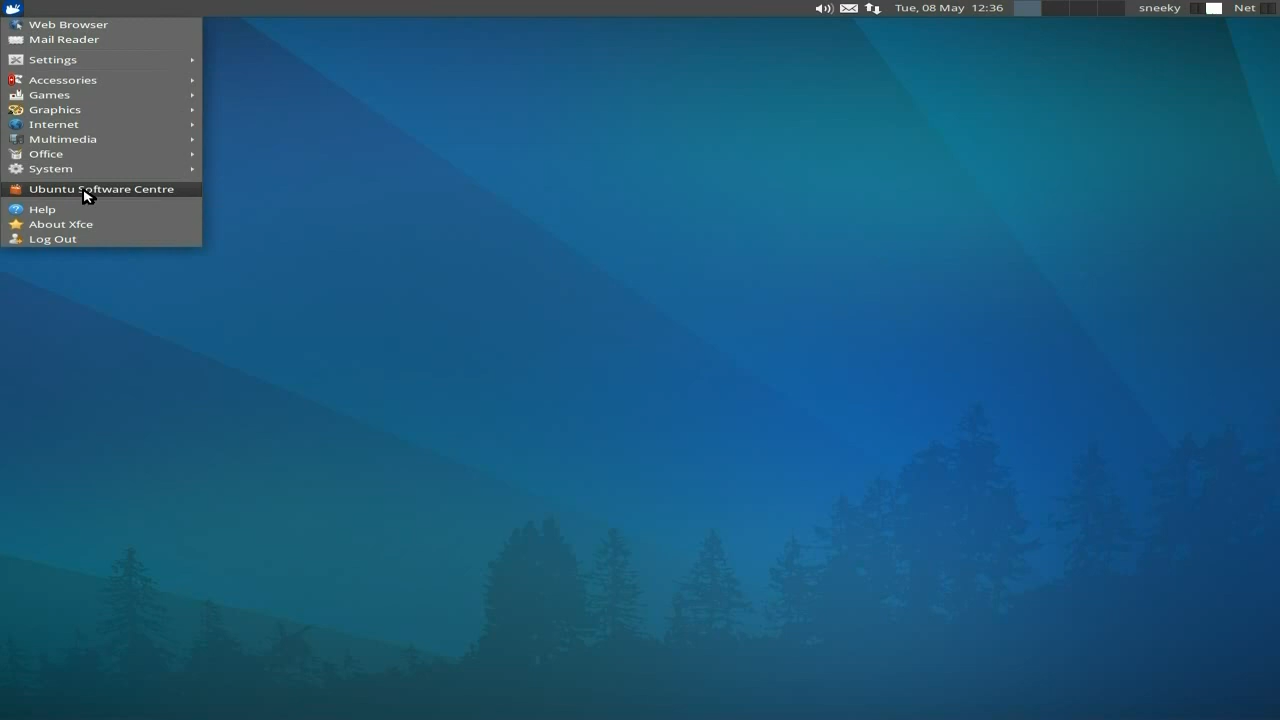 Tue, 08 May 12:36
sneeky
Net
Web Browser
Mail Reader
Settings
Accessories
Games
Graphics
Internet
Multimedia
Office
System
Ubuntu Software Centre
Help
About Xfce
Log Out